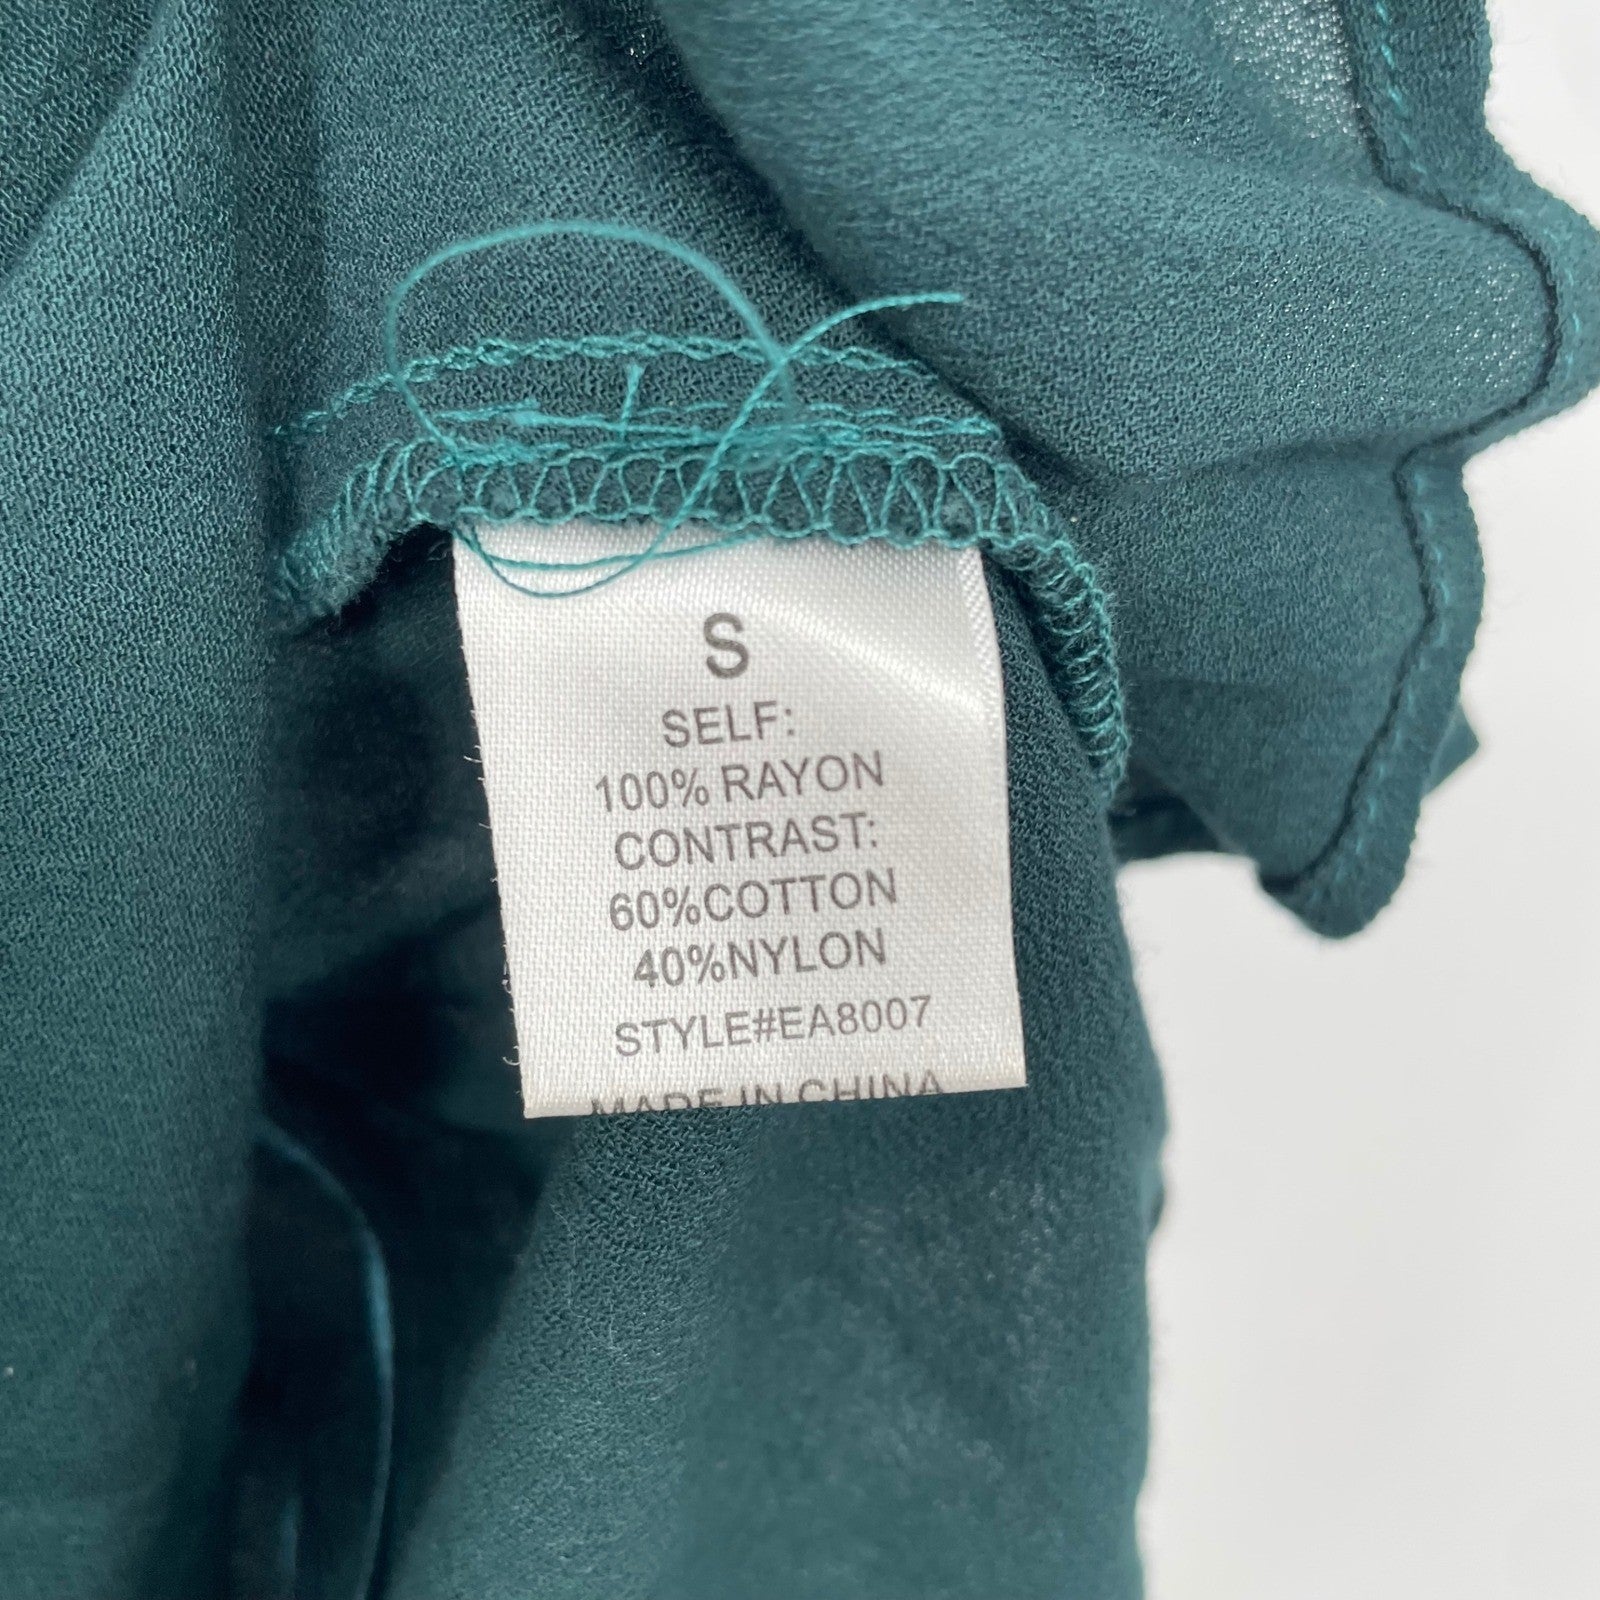 S
SELF:
100% RAYON
CONTRAST:
60%COTTON
40%NYLON
STYLE#EA8007
MADE IN CHINA